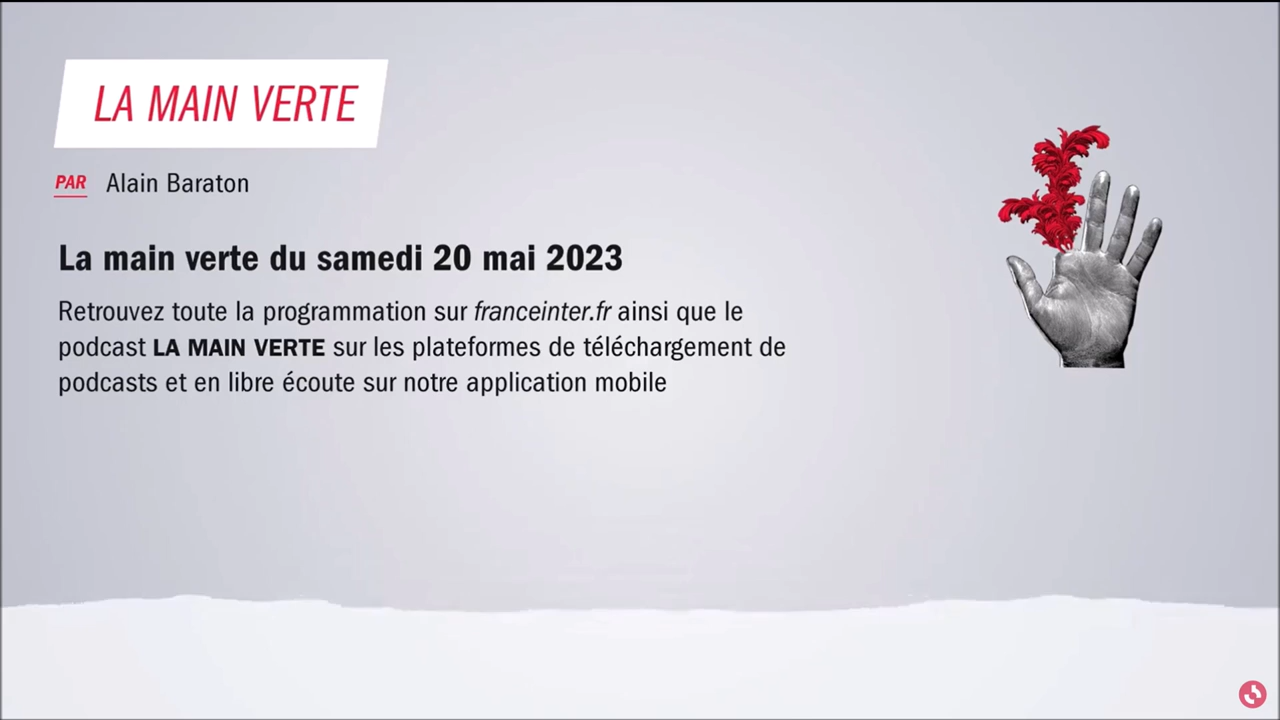 LA MAIN VERTE
PAR Alain Baraton
La main verte du samedi 20 mai 2023
Retrouvez toute la programmation sur franceinter.fr ainsi que le
podcast LA MAIN VERTE sur les plateformes de téléchargement de
podcasts et en libre écoute sur notre application mobile